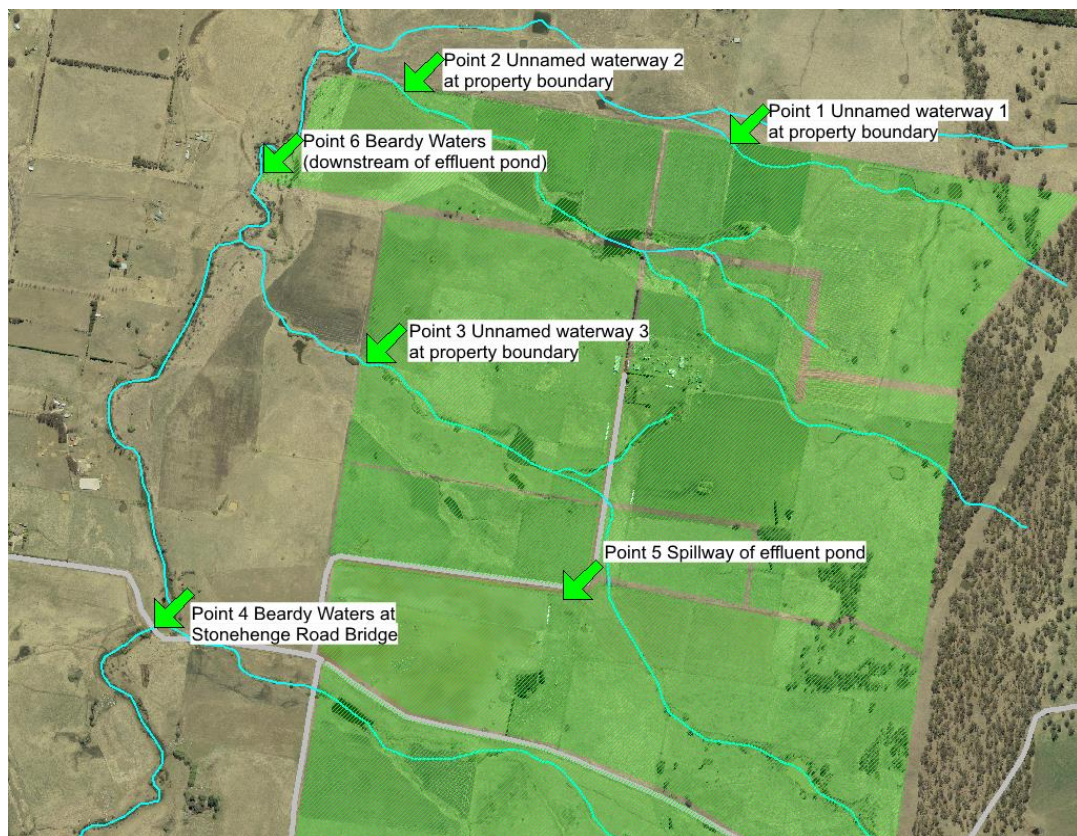 Point 2 Unnamed waterway 2
at property boundary
Point 1 Unnamed waterway 1
at property boundary
Point 6 Beardy Waters
(downstream of effluent pond)
Point 3 Unnamed waterway 3
at property boundary
Point 5 Spillway of effluent pond
Point 4 Beardy Waters at
Stonehenge Road Bridge